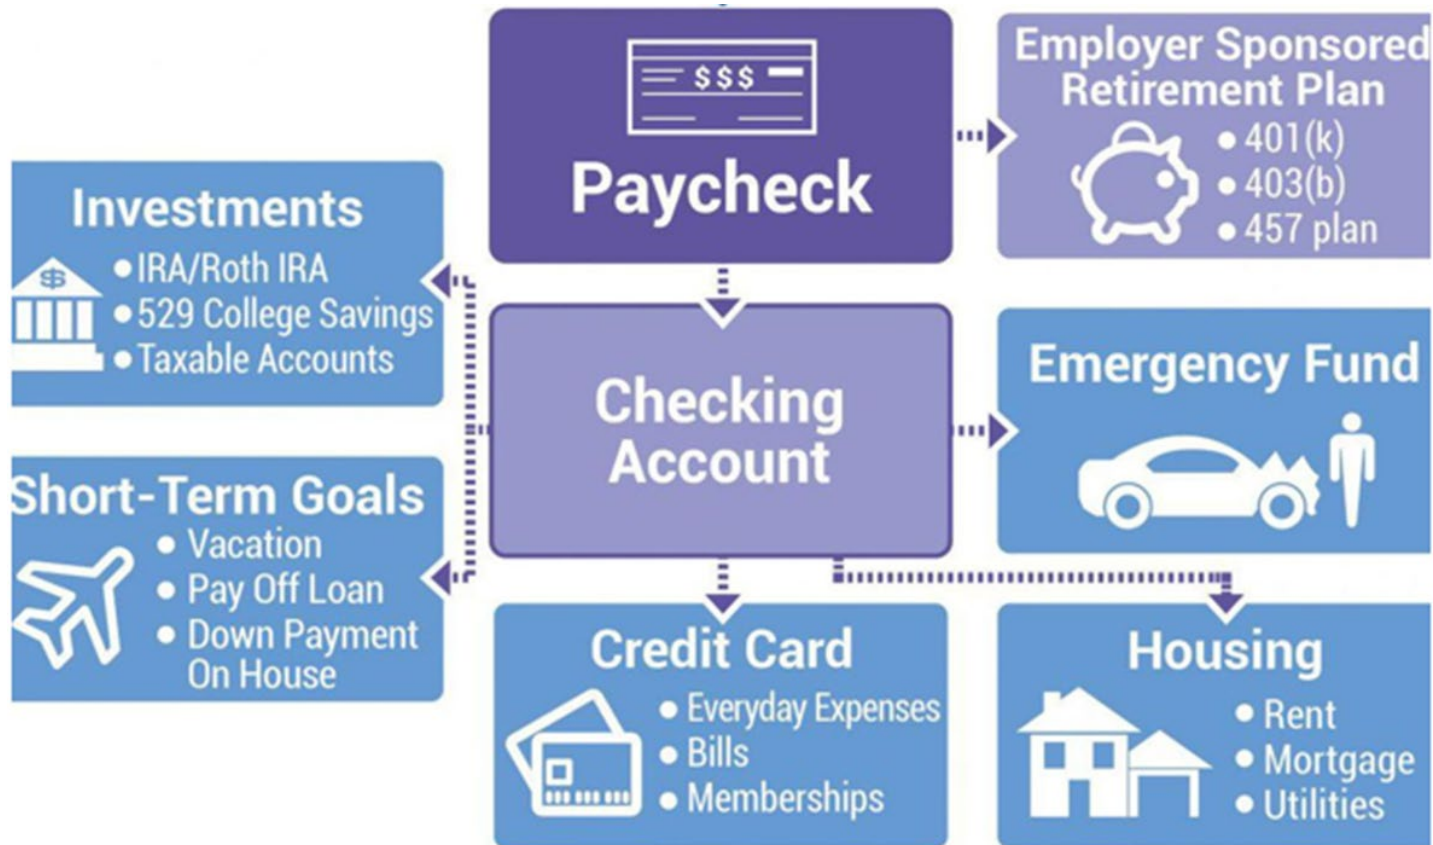 $$$
Paycheck
Employer Sponsored
Retirement Plan
• 401(k)
• 403(b)
• 457 plan
Investments
$
• IRA/Roth IRA
• 529 College Savings
• Taxable Accounts
Checking
Account
Emergency Fund
Short-Term Goals
• Vacation
• Pay Off Loan
• Down Payment
On House
Credit Card
• Everyday Expenses
• Bills
• Memberships
Housing
• Rent
• Mortgage
• Utilities